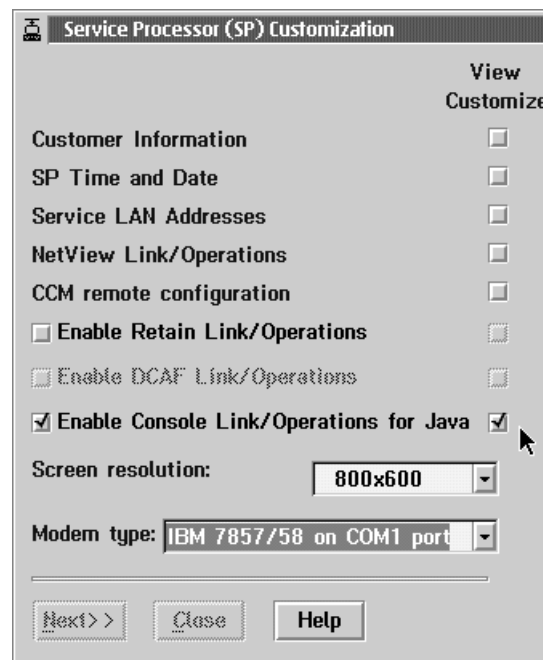 Service Processor (SP) Customization
View
Customize
Customer Information
SP Time and Date
Service LAN Addresses
NetView Link/Operations
CCM remote configuration
Enable Retain Link/Operations
Enable DCAF Link/Operations
Enable Console Link/Operations for Java
Screen resolution: 800x600
Modem type: IBM 7857/58 on COM1 port
Next>> Close Help